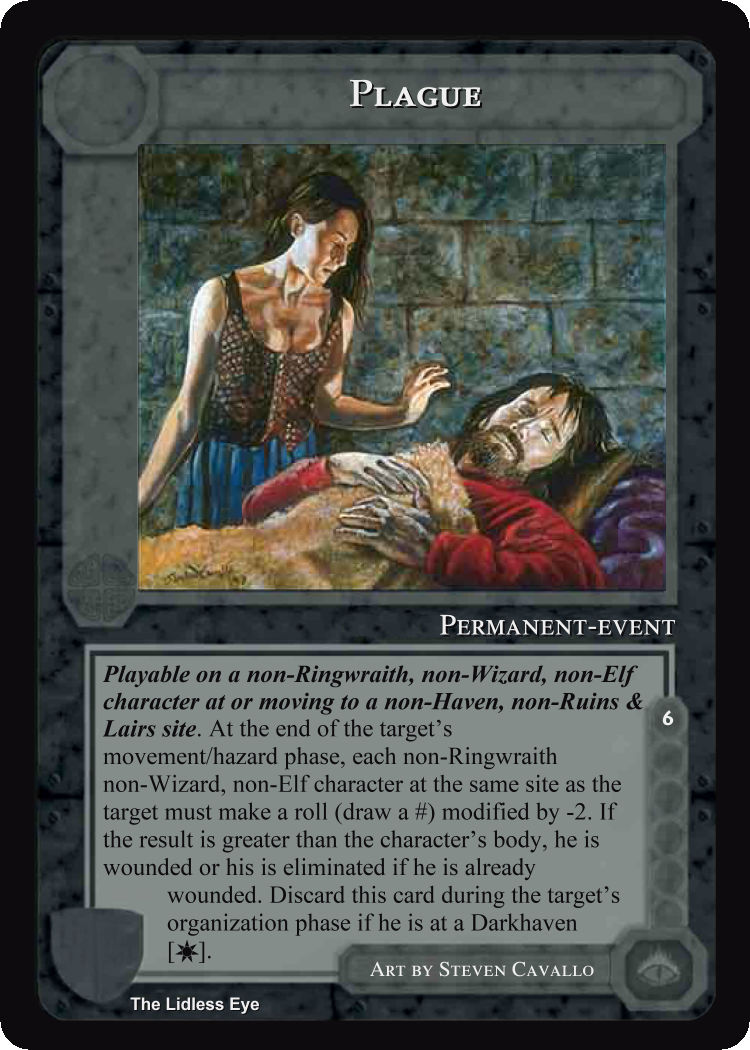 PLAGUE
PERMANENT-EVENT
Playable on a non-Ringwraith, non-Wizard, non-Elf
character at or moving to a non-Haven, non-Ruins &
Lairs site. At the end of the target's
movement/hazard phase, each non-Ringwraith
non-Wizard, non-Elf character at the same site as the
target must make a roll (draw a #) modified by -2. If
the result is greater than the character's body, he is
wounded or his is eliminated if he is already
wounded. Discard this card during the target's
organization phase if he is at a Darkhaven
[✷].
6
ART BY STEVEN CAVALLO
The Lidless Eye